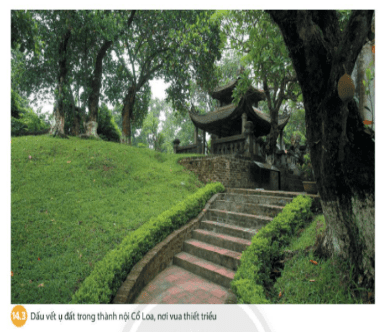 14.3 Dấu vết ụ đất trong thành nội Cổ Loa, nơi vua thiết triều